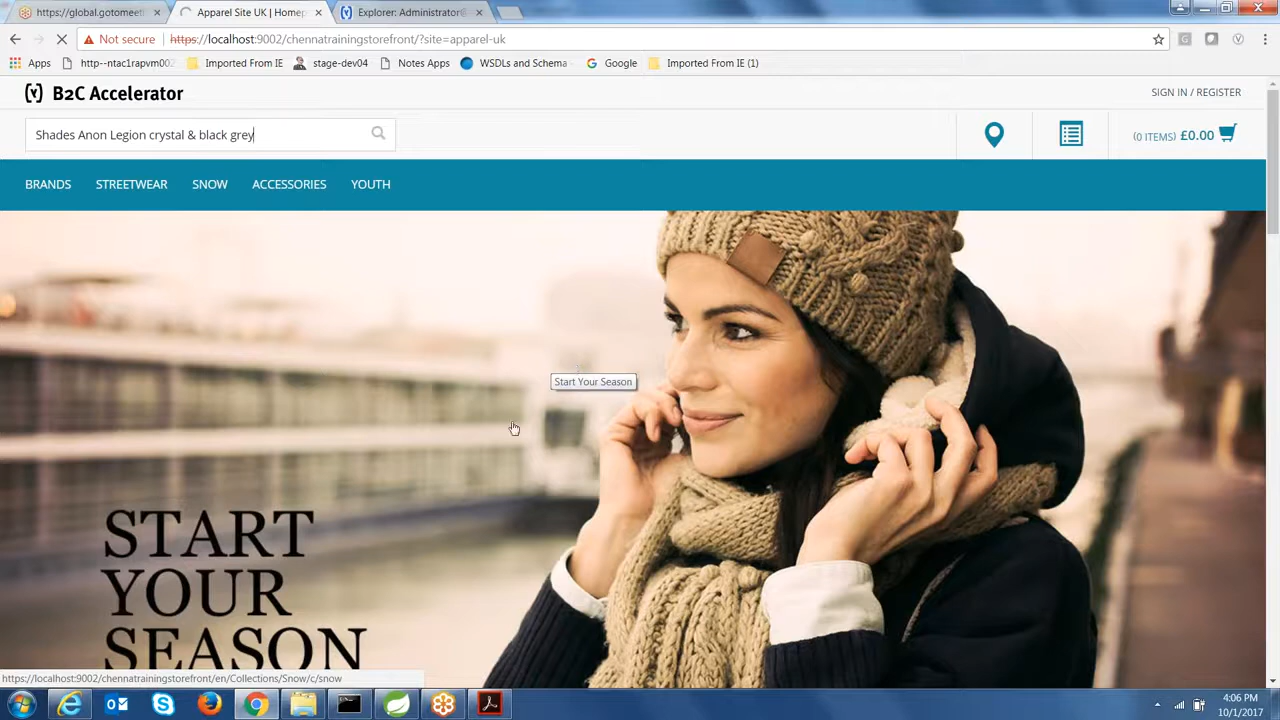 https://global.gotomeeti
Apparel Site UK | Homep
Explorer: Administrator@
Not secure
https://localhost:9002/chennatrainingstorefront/?site=apparel-uk
Apps
http--ntac1rapvm002
Imported From IE
stage-dev04
Notes Apps
WSDLs and Schema
Google
Imported From IE (1)
(y) B2C Accelerator
SIGN IN / REGISTER
Shades Anon Legion crystal & black grey
(0 ITEMS) £0.00
BRANDS
STREETWEAR
SNOW
ACCESSORIES
YOUTH
Start Your Season
START
YOUR
SEASON
https://localhost:9002/chennatrainingstorefront/en/Collections/Snow/c/snow
4:06 PM
10/1/2017